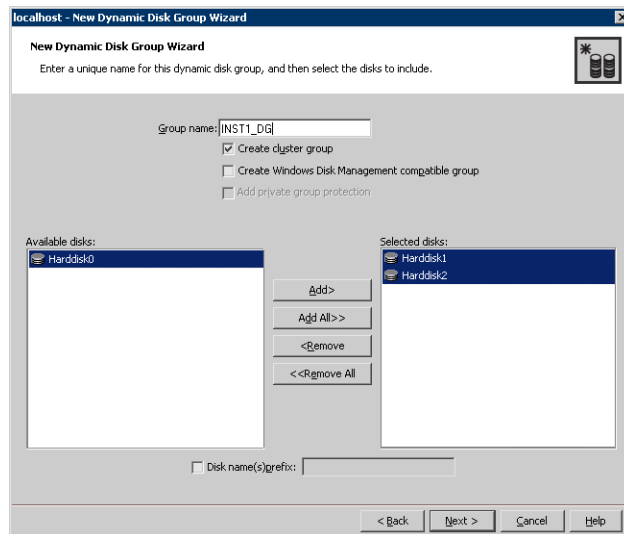 localhost - New Dynamic Disk Group Wizard
New Dynamic Disk Group Wizard
Enter a unique name for this dynamic disk group, and then select the disks to include.
Group name: INST1_DG
Create cluster group
Create Windows Disk Management compatible group
Add private group protection
Available disks:
Harddisk0
Selected disks:
Harddisk1
Harddisk2
Add>
Add All>>
<Remove
<<Remove All
Disk name(s)prefix:
< Back
Next >
Cancel
Help